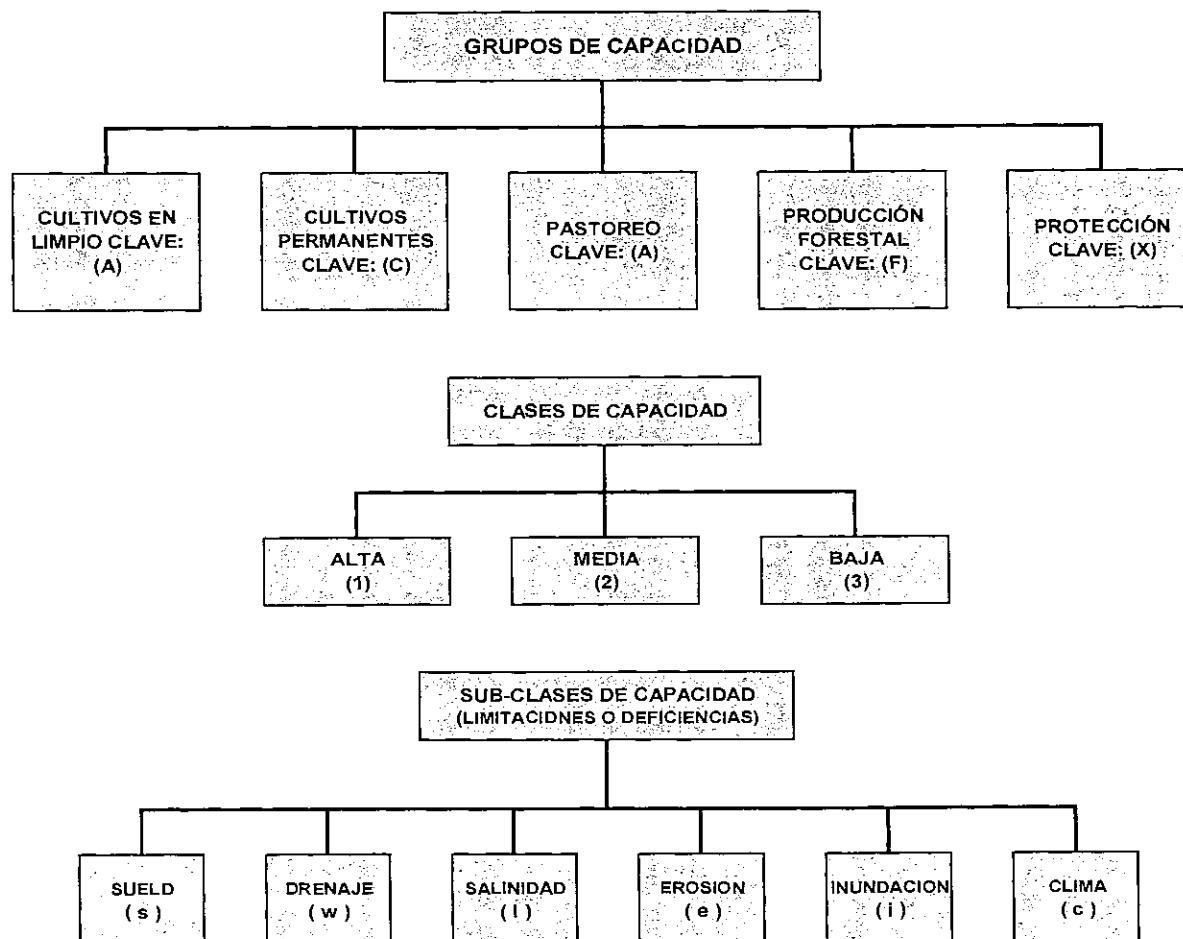 GRUPOS DE CAPACIDAD
CULTIVOS EN
LIMPIO CLAVE:
(A)
CULTIVOS
PERMANENTES
CLAVE: (C)
PASTOREO
CLAVE: (A)
PRODUCCIÓN
FORESTAL
CLAVE: (F)
PROTECCIÓN
CLAVE: (X)
CLASES DE CAPACIDAD
ALTA
(1)
MEDIA
(2)
BAJA
(3)
SUB-CLASES DE CAPACIDAD
(LIMITACIDNES O DEFICIENCIAS)
SUELD
( s )
DRENAJE
( w )
SALINIDAD
( l )
EROSION
( e )
INUNDACION
( i )
CLIMA
( c )